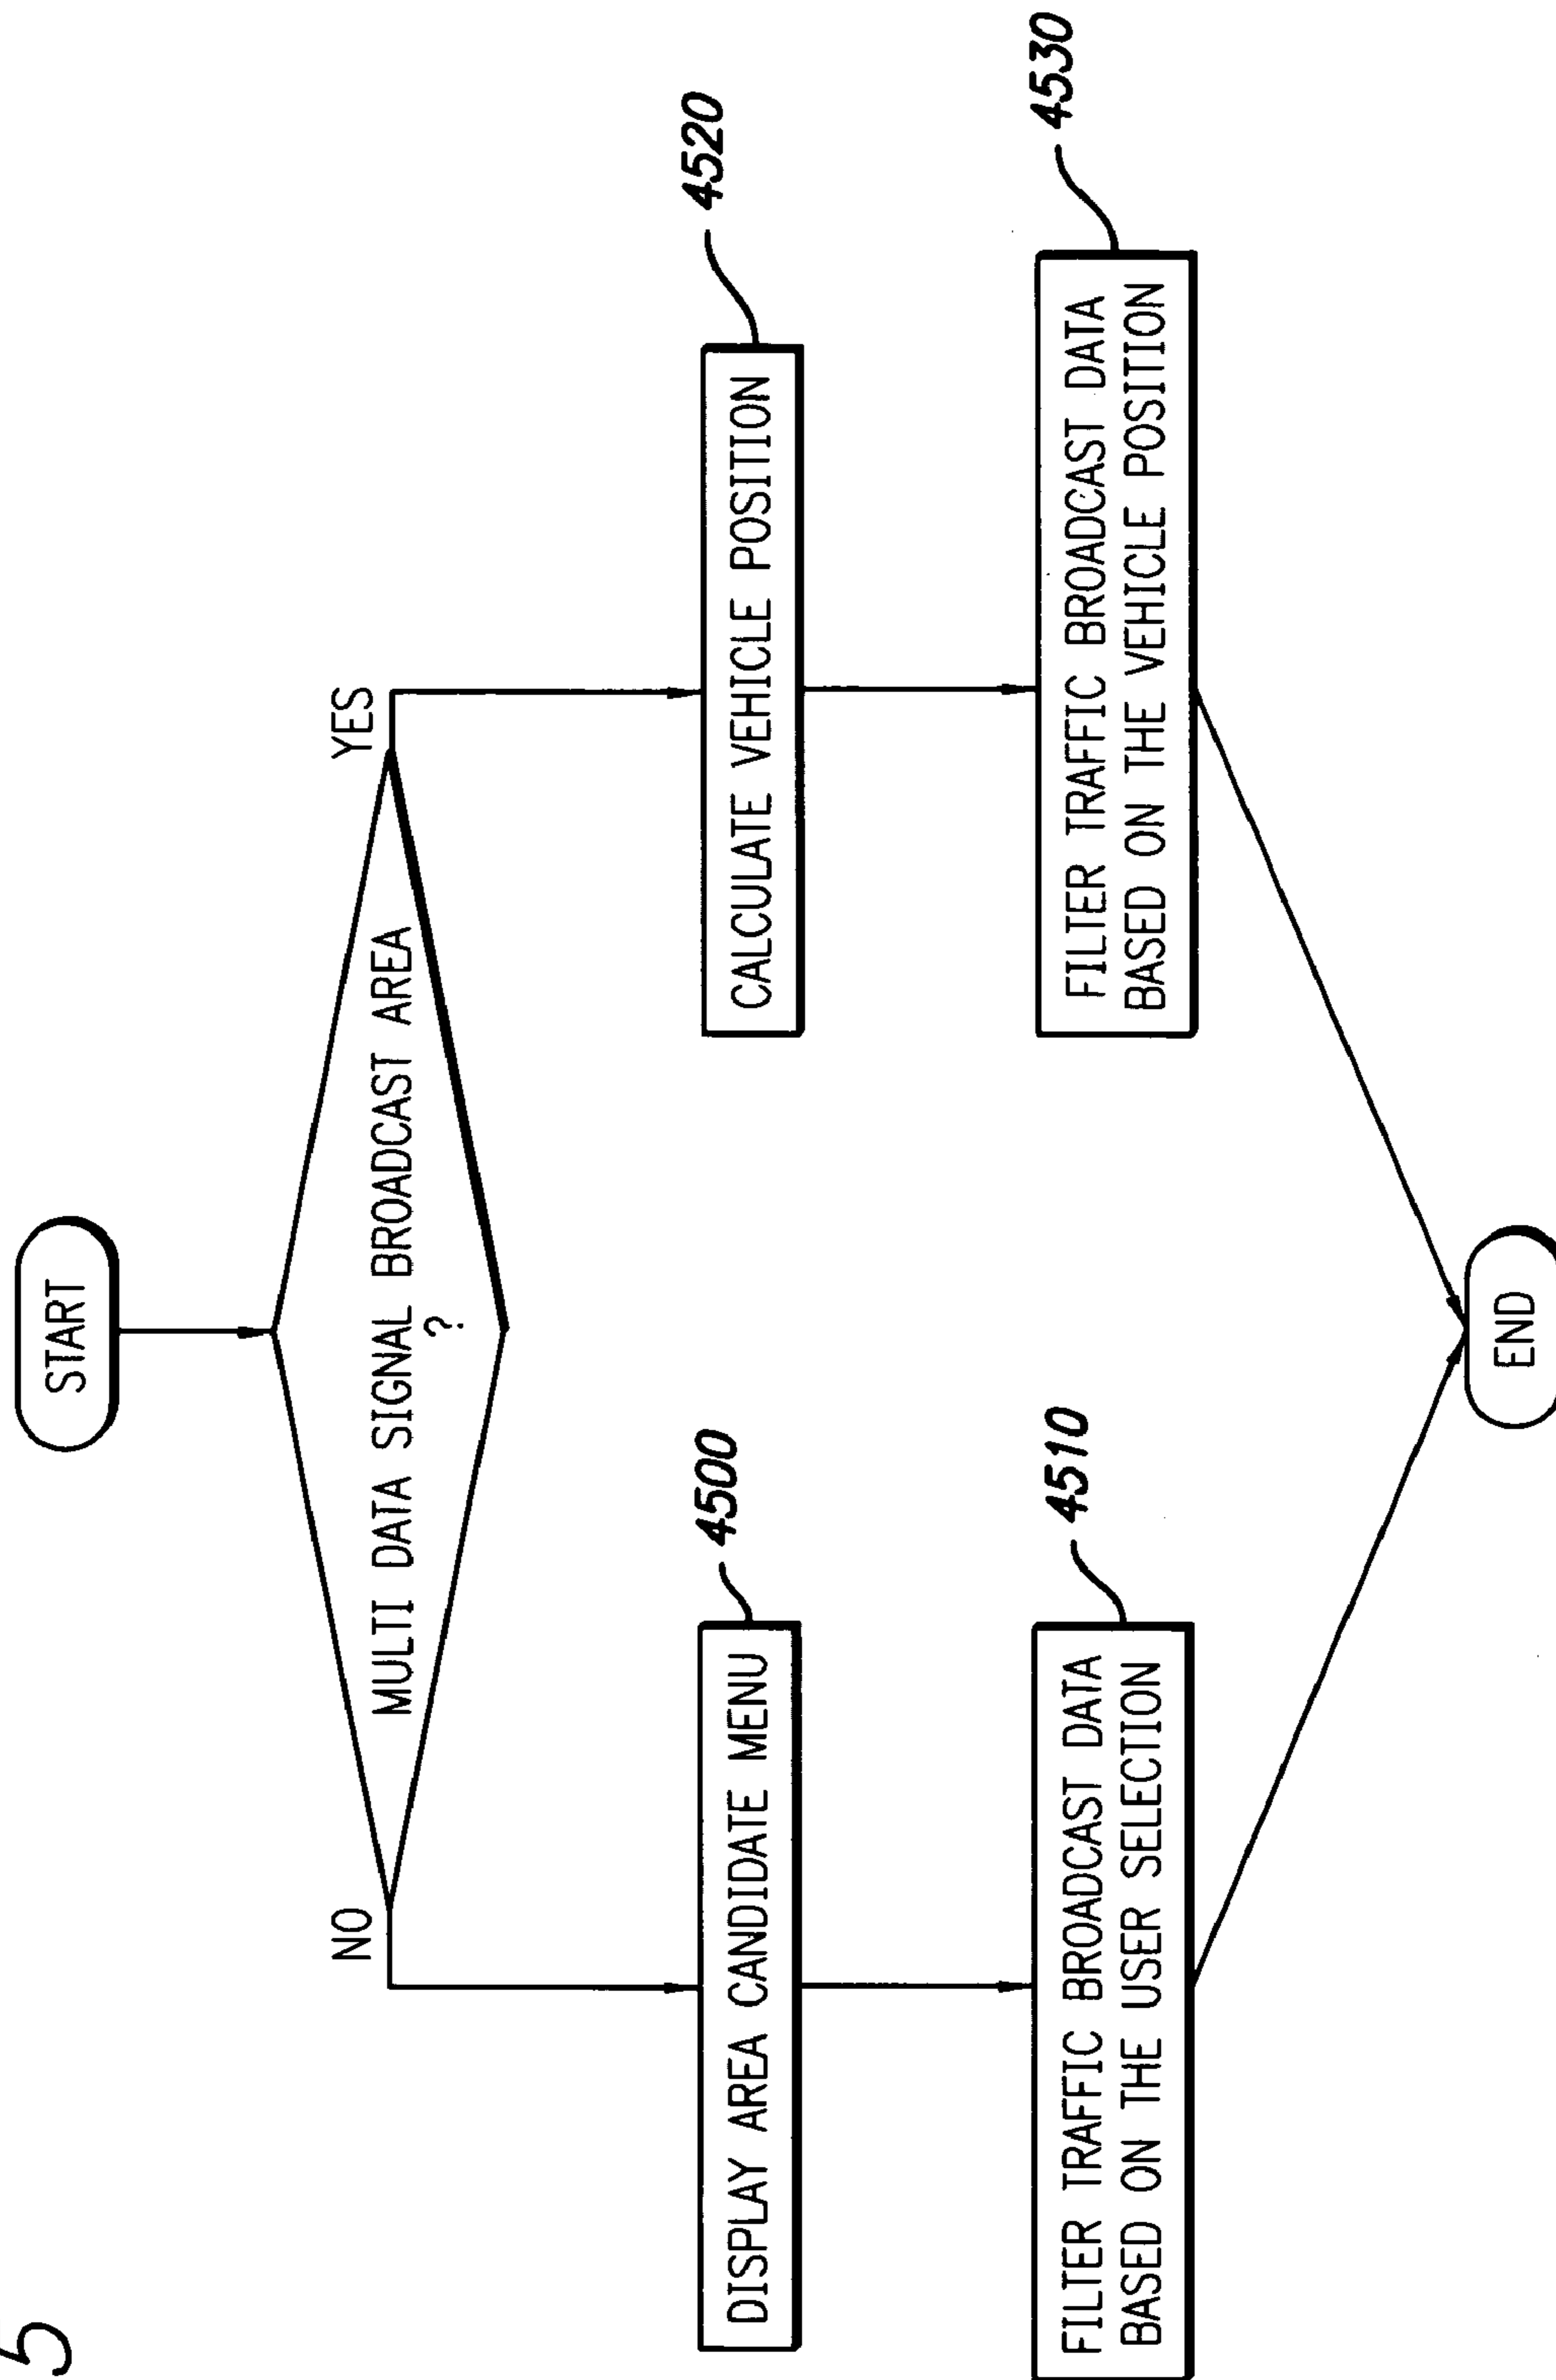 5
START
MULTI DATA SIGNAL BROADCAST AREA
?
NO
YES
DISPLAY AREA CANDIDATE MENU
4500
CALCULATE VEHICLE POSITION
4520
FILTER TRAFFIC BROADCAST DATA
BASED ON THE USER SELECTION
4510
FILTER TRAFFIC BROADCAST DATA
BASED ON THE VEHICLE POSITION
4530
END